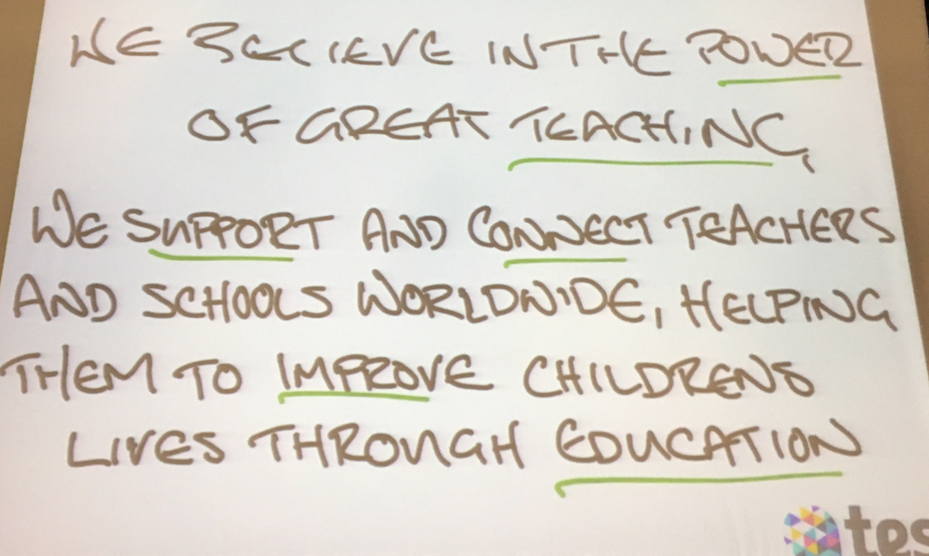 WE BELIEVE IN THE POWER
OF GREAT TEACHING,
WE SUPPORT AND CONNECT TEACHERS
AND SCHOOLS WORLDWIDE, HELPING
THEM TO IMPROVE CHILDRENS
LIVES THROUGH EDUCATION
tes